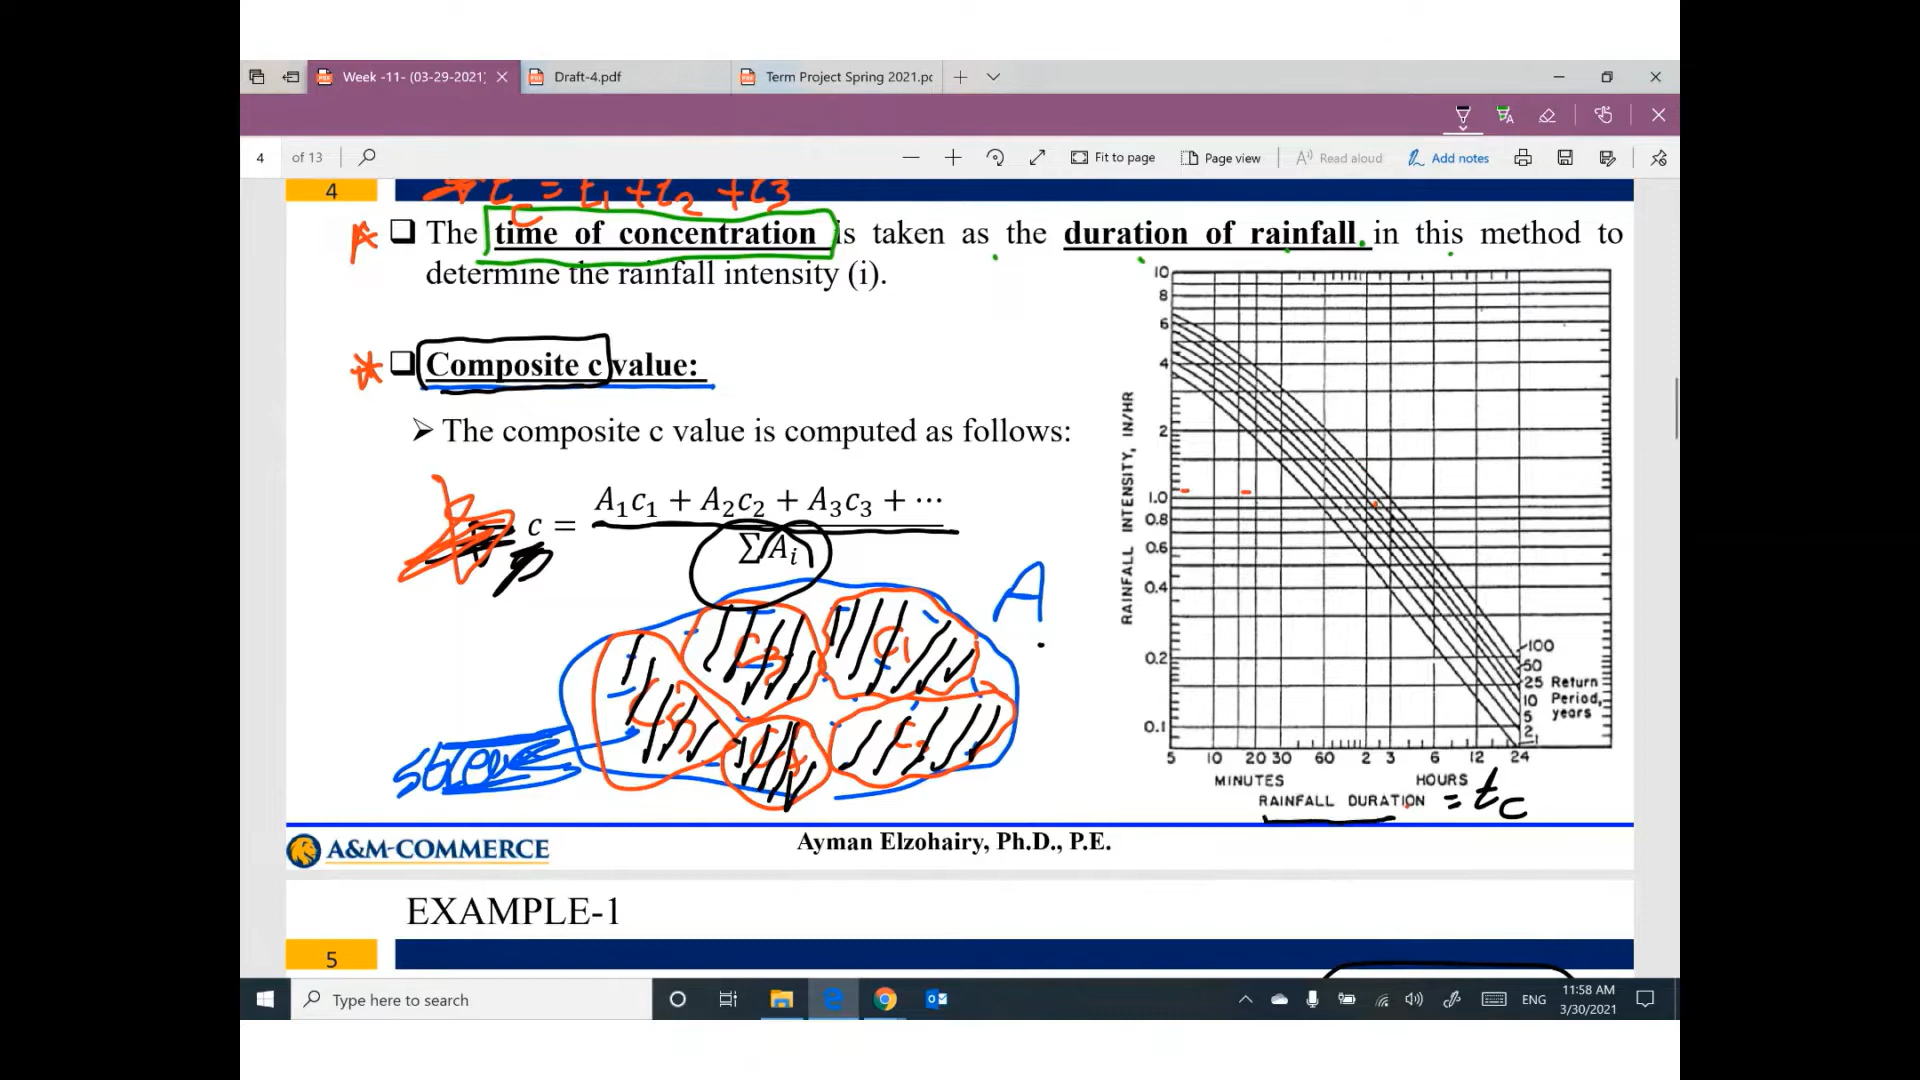 Week -11- (03-29-2021)
Draft-4.pdf
Term Project Spring 2021.pc
4 of 13
Fit to page
Page view
Read aloud
Add notes
4
tc = t1 + t2 + t3
The time of concentration is taken as the duration of rainfall in this method to
determine the rainfall intensity (i).
Composite c value:
➢ The composite c value is computed as follows:
c = A₁c₁ + A₂c₂ + A₃c₃ + ⋯
∑ Aᵢ
A
C3
C1
C5
C4
RAINFALL INTENSITY, IN/HR
10
8
6
4
2
1.0
0.8
0.6
0.4
0.2
0.1
100
50
25 Return
10 Period,
5 years
2
1
5 10 20 30 60 2 3 6 12 24
MINUTES HOURS
RAINFALL DURATION = tc
A&M-COMMERCE
Ayman Elzohairy, Ph.D., P.E.
EXAMPLE-1
5
Type here to search
ENG
11:58 AM
3/30/2021